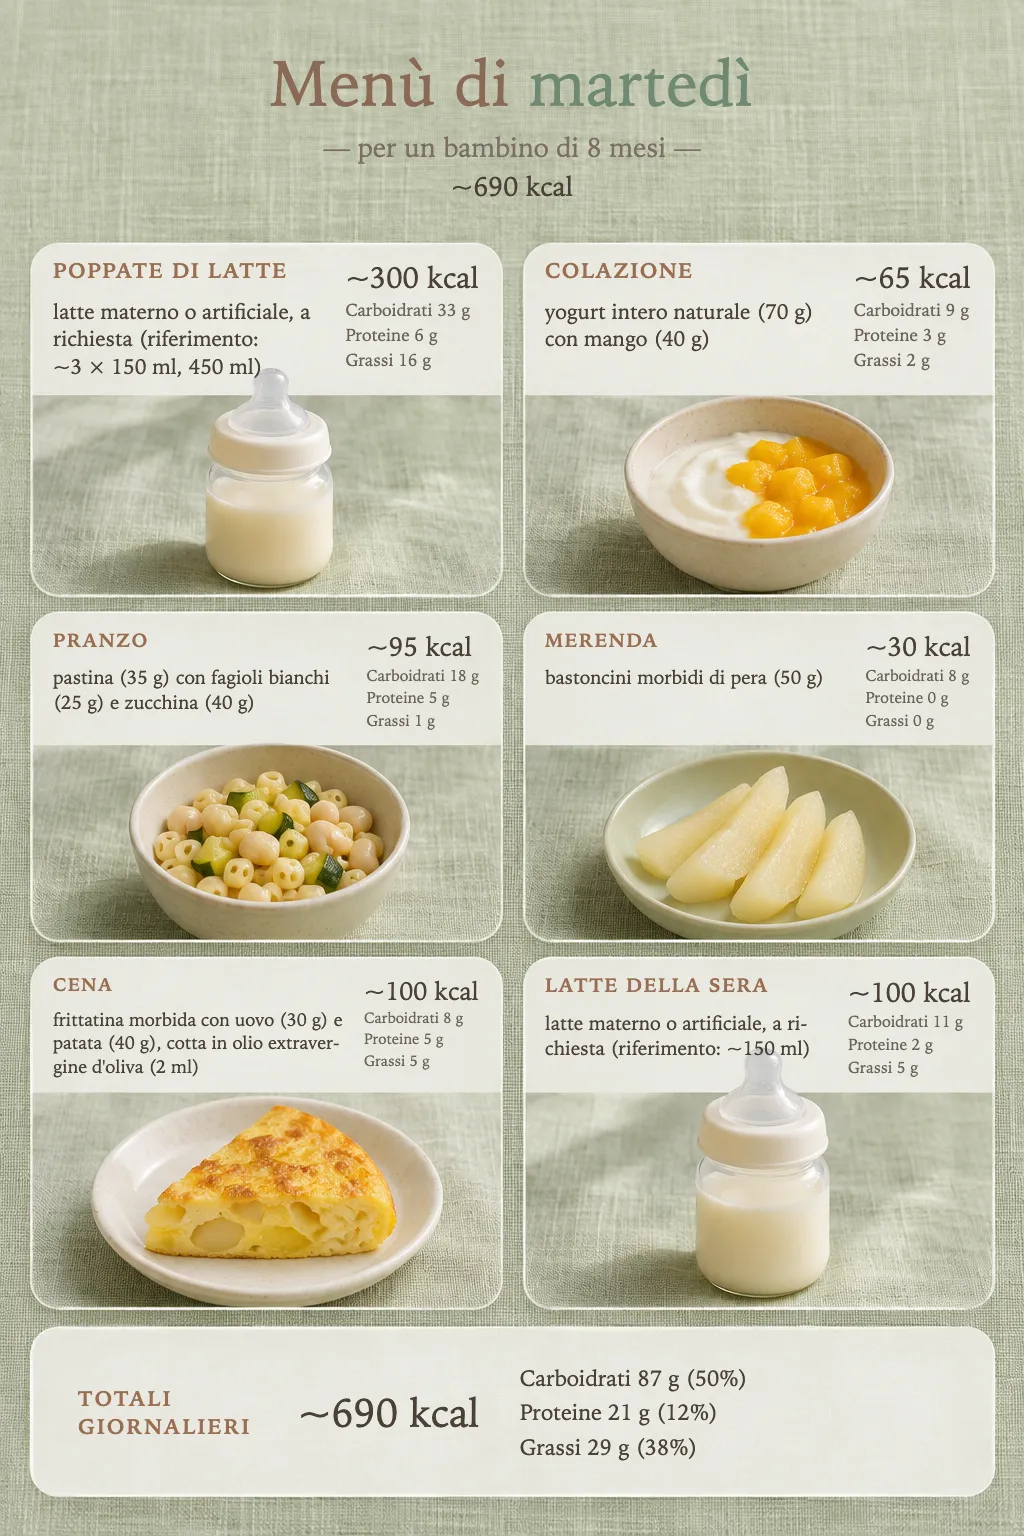 Menù di martedì
— per un bambino di 8 mesi —
~690 kcal
POPPATE DI LATTE
latte materno o artificiale, a
richiesta (riferimento:
~3 × 150 ml, 450 ml)
~300 kcal
Carboidrati 33 g
Proteine 6 g
Grassi 16 g
COLAZIONE
yogurt intero naturale (70 g)
con mango (40 g)
~65 kcal
Carboidrati 9 g
Proteine 3 g
Grassi 2 g
PRANZO
pastina (35 g) con fagioli bianchi
(25 g) e zucchina (40 g)
~95 kcal
Carboidrati 18 g
Proteine 5 g
Grassi 1 g
MERENDA
bastoncini morbidi di pera (50 g)
~30 kcal
Carboidrati 8 g
Proteine 0 g
Grassi 0 g
CENA
frittatina morbida con uovo (30 g) e
patata (40 g), cotta in olio extraver-
gine d'oliva (2 ml)
~100 kcal
Carboidrati 8 g
Proteine 5 g
Grassi 5 g
LATTE DELLA SERA
latte materno o artificiale, a ri-
chiesta (riferimento: ~150 ml)
~100 kcal
Carboidrati 11 g
Proteine 2 g
Grassi 5 g
TOTALI
GIORNALIERI
~690 kcal
Carboidrati 87 g (50%)
Proteine 21 g (12%)
Grassi 29 g (38%)